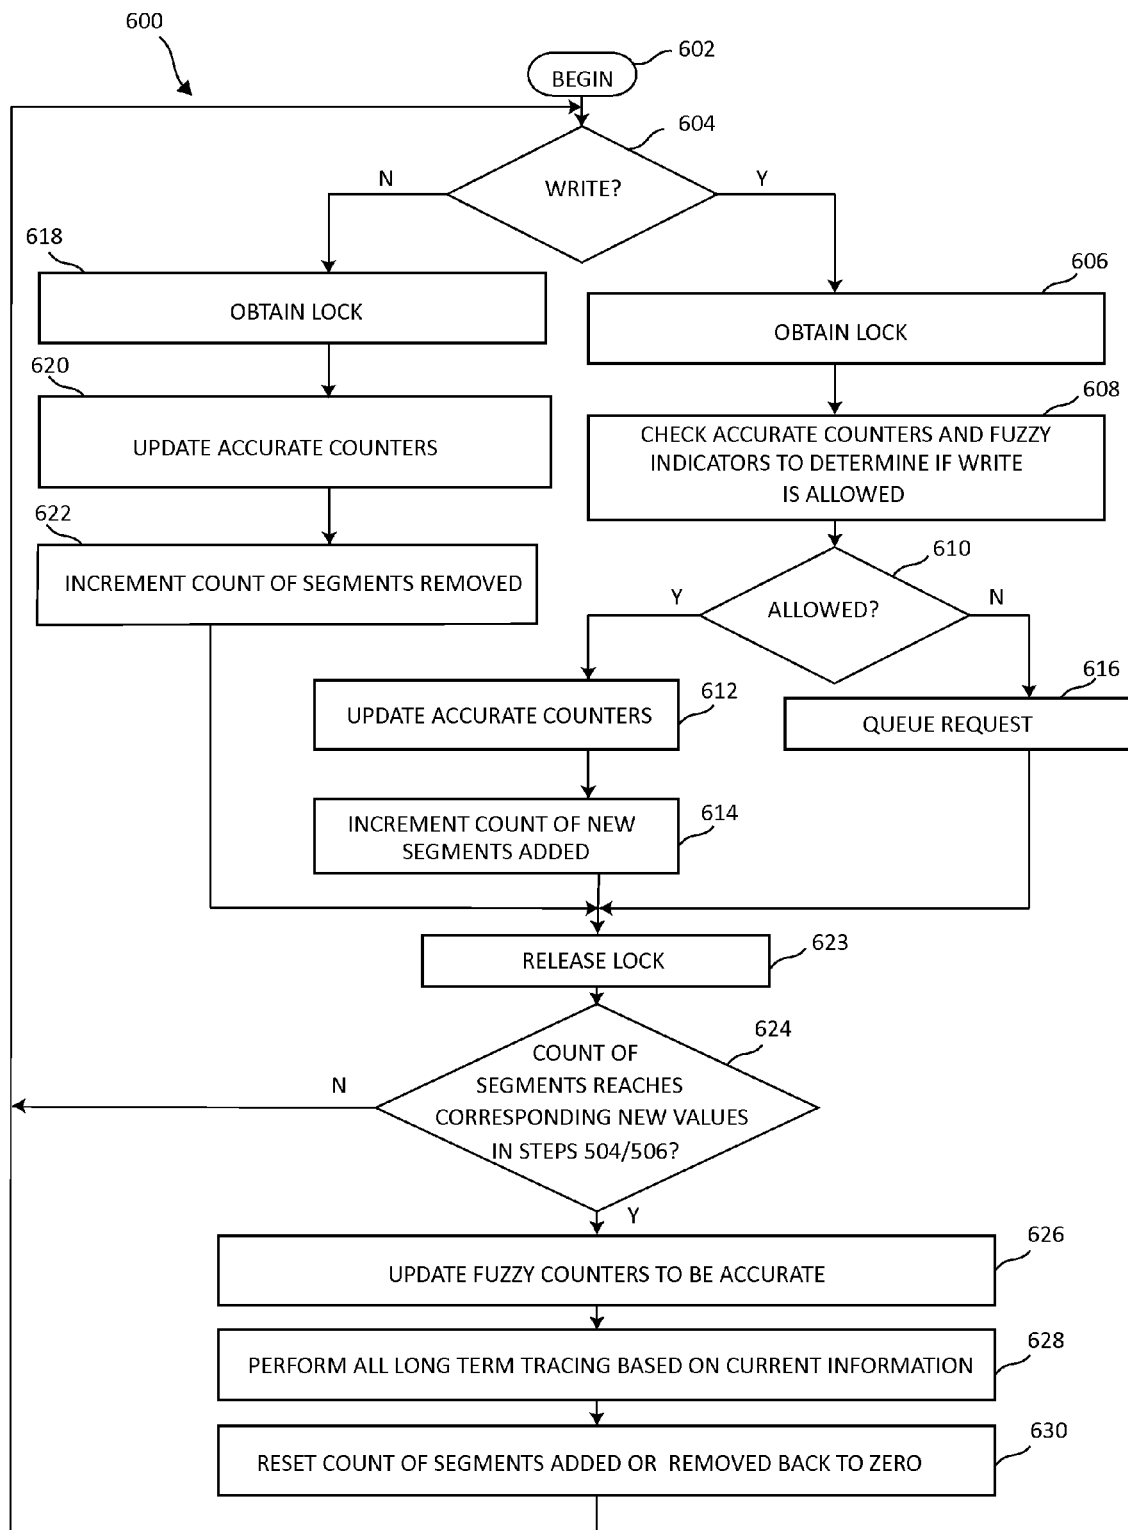 600
602
BEGIN
604
WRITE?
N
Y
618
OBTAIN LOCK
606
OBTAIN LOCK
620
UPDATE ACCURATE COUNTERS
608
CHECK ACCURATE COUNTERS AND FUZZY
INDICATORS TO DETERMINE IF WRITE
IS ALLOWED
622
INCREMENT COUNT OF SEGMENTS REMOVED
610
ALLOWED?
Y
N
612
UPDATE ACCURATE COUNTERS
616
QUEUE REQUEST
614
INCREMENT COUNT OF NEW
SEGMENTS ADDED
RELEASE LOCK
623
624
COUNT OF
SEGMENTS REACHES
CORRESPONDING NEW VALUES
IN STEPS 504/506?
N
Y
626
UPDATE FUZZY COUNTERS TO BE ACCURATE
PERFORM ALL LONG TERM TRACING BASED ON CURRENT INFORMATION
628
RESET COUNT OF SEGMENTS ADDED OR REMOVED BACK TO ZERO
630